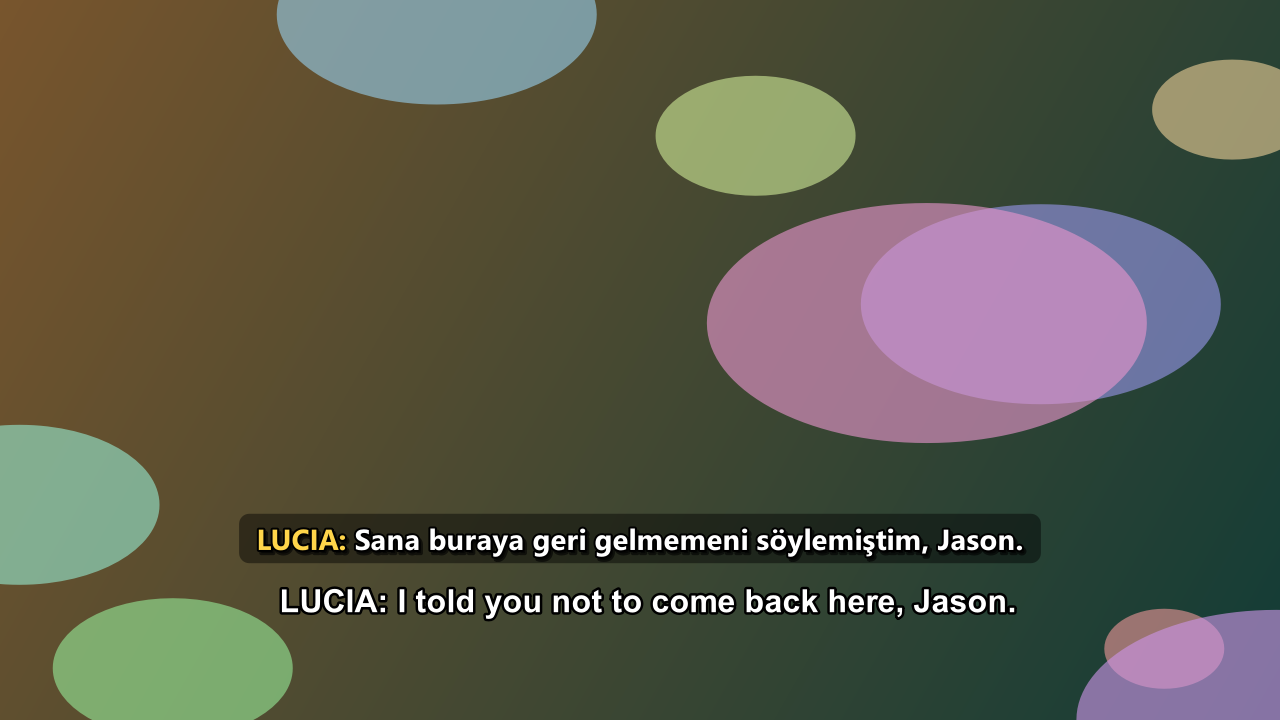 LUCIA: Sana buraya geri gelmemeni söylemiştim, Jason.
LUCIA: I told you not to come back here, Jason.